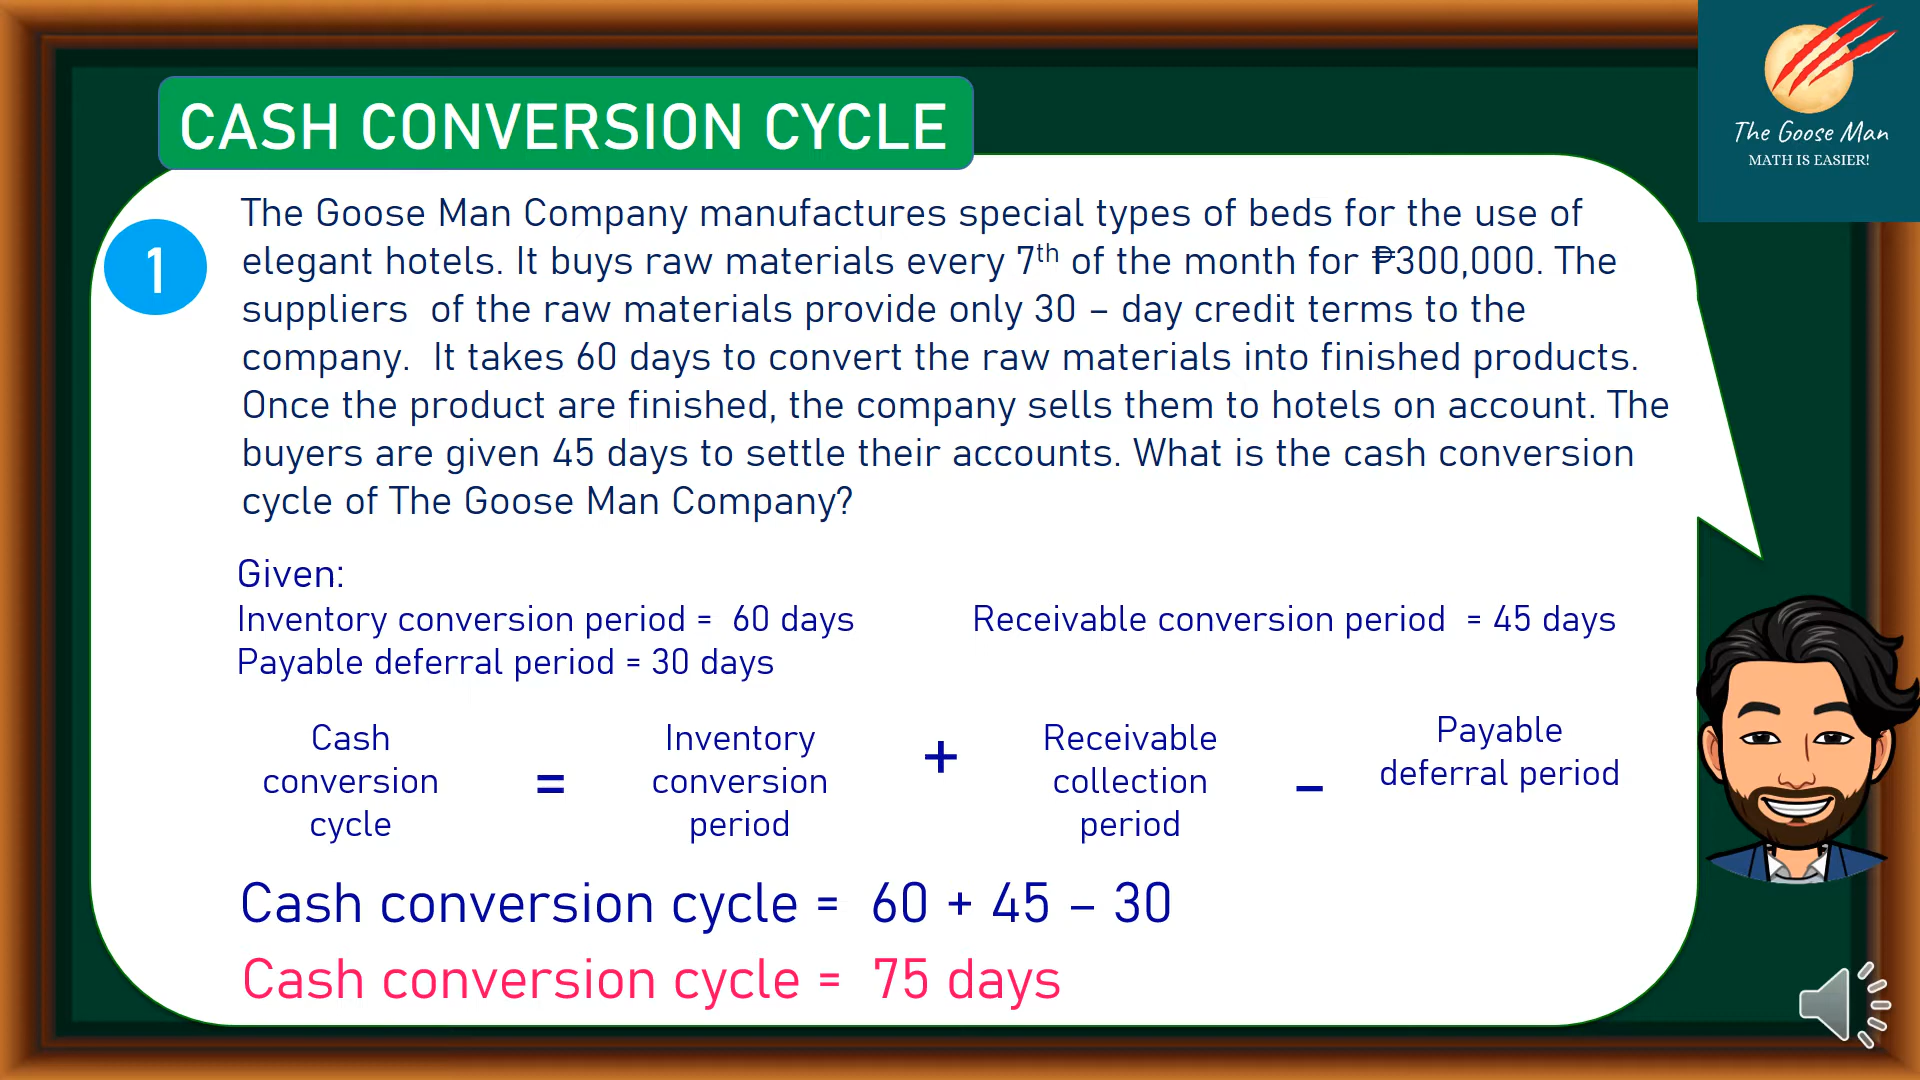 CASH CONVERSION CYCLE
The Goose Man
MATH IS EASIER!
1
The Goose Man Company manufactures special types of beds for the use of
elegant hotels. It buys raw materials every 7th of the month for ₱300,000. The
suppliers  of the raw materials provide only 30 – day credit terms to the
company.  It takes 60 days to convert the raw materials into finished products.
Once the product are finished, the company sells them to hotels on account. The
buyers are given 45 days to settle their accounts. What is the cash conversion
cycle of The Goose Man Company?
Given:
Inventory conversion period =  60 days
Receivable conversion period  = 45 days
Payable deferral period = 30 days
Cash
conversion
cycle
=
Inventory
conversion
period
+
Receivable
collection
period
–
Payable
deferral period
Cash conversion cycle =  60 + 45 – 30
Cash conversion cycle =  75 days